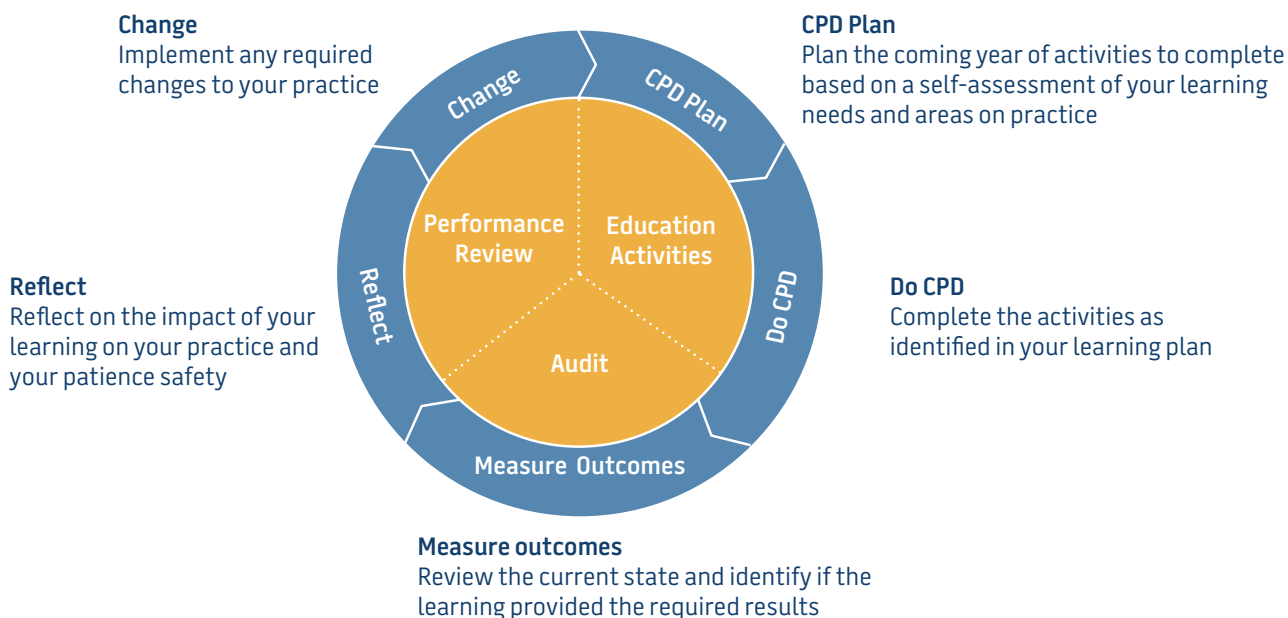 Change
Implement any required
changes to your practice
CPD Plan
Plan the coming year of activities to complete
based on a self-assessment of your learning
needs and areas on practice
Change
CPD Plan
Performance
Review
Education
Activities
Reflect
Reflect on the impact of your
learning on your practice and
your patience safety
Reflect
Do CPD
Do CPD
Complete the activities as
identified in your learning plan
Audit
Measure Outcomes
Measure outcomes
Review the current state and identify if the
learning provided the required results